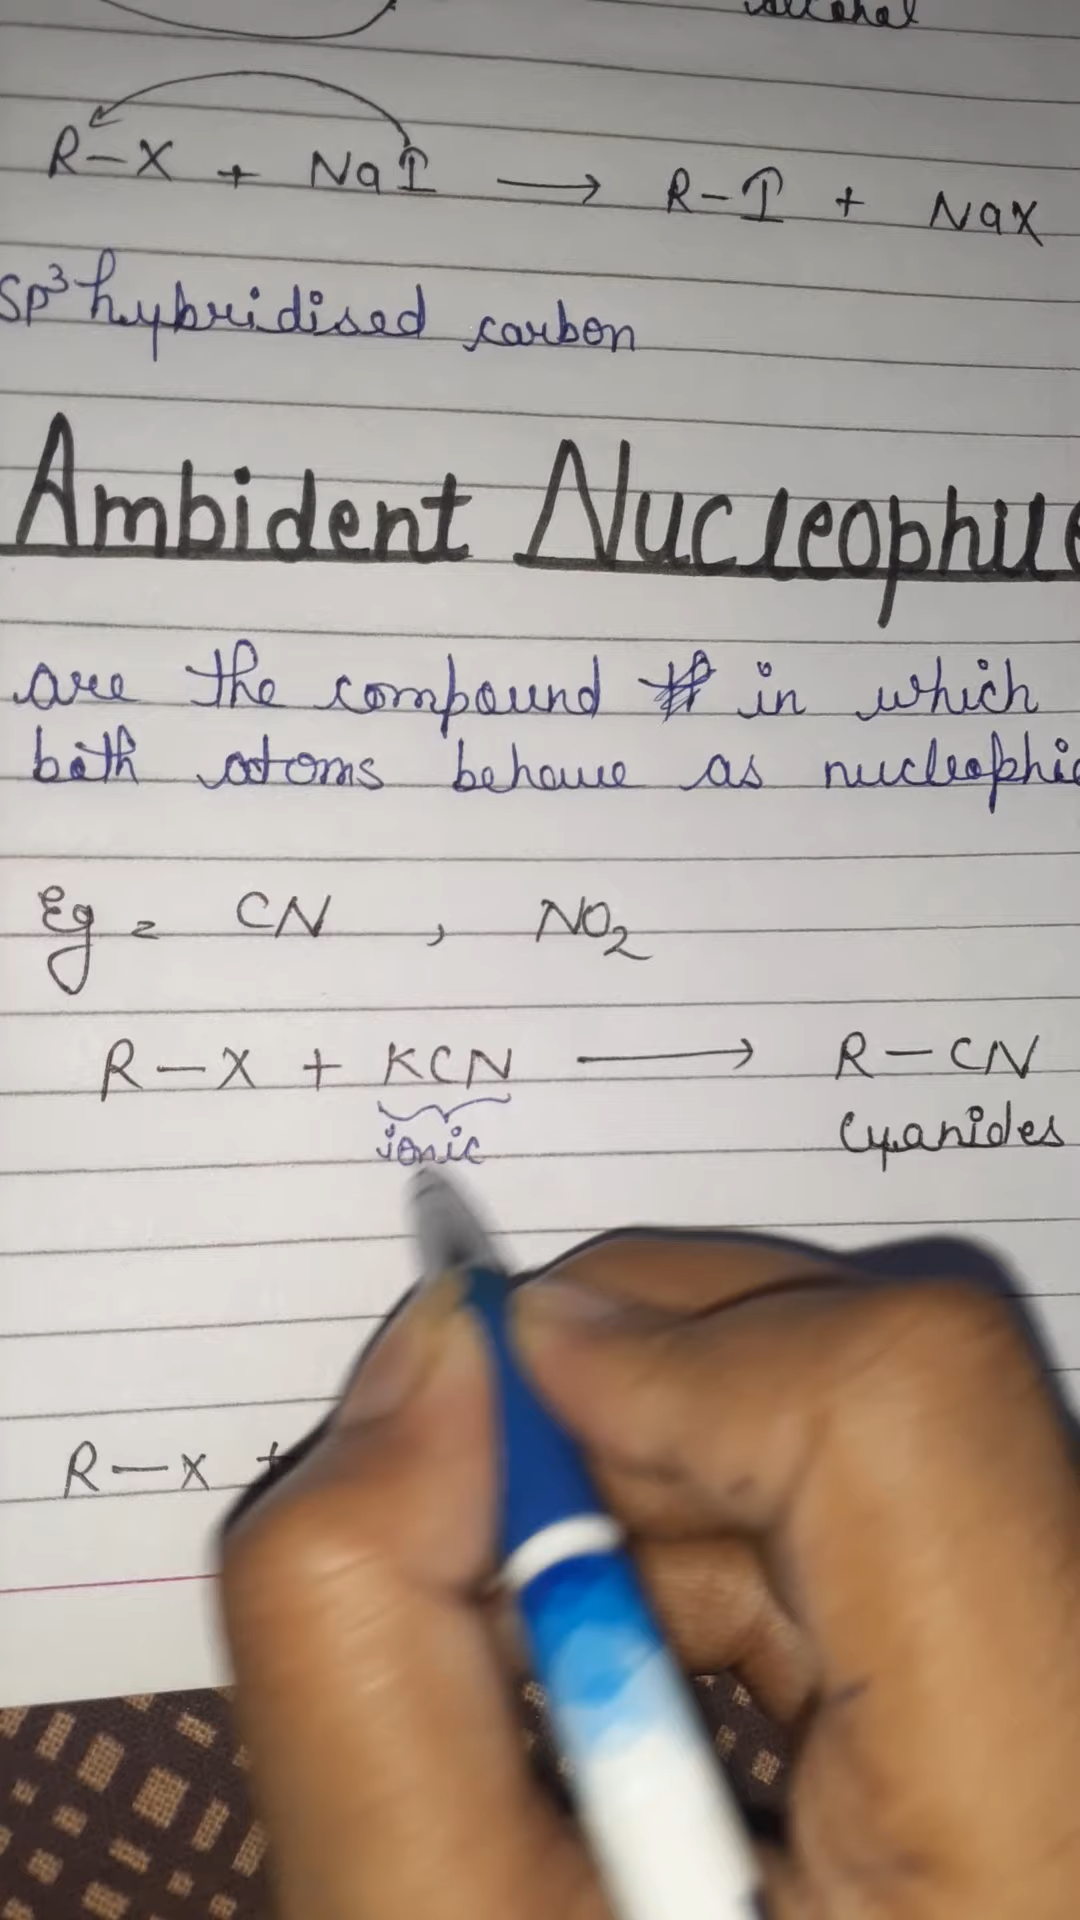 R-X + NaI ⟶ R-I + NaX
Sp³ hybridised carbon
Ambident Nucleophile
are the compound in which
both atoms behave as nucleophi
Eg = CN , NO₂
R-X + KCN ⟶ R-CN
ionic Cyanides
R-X +